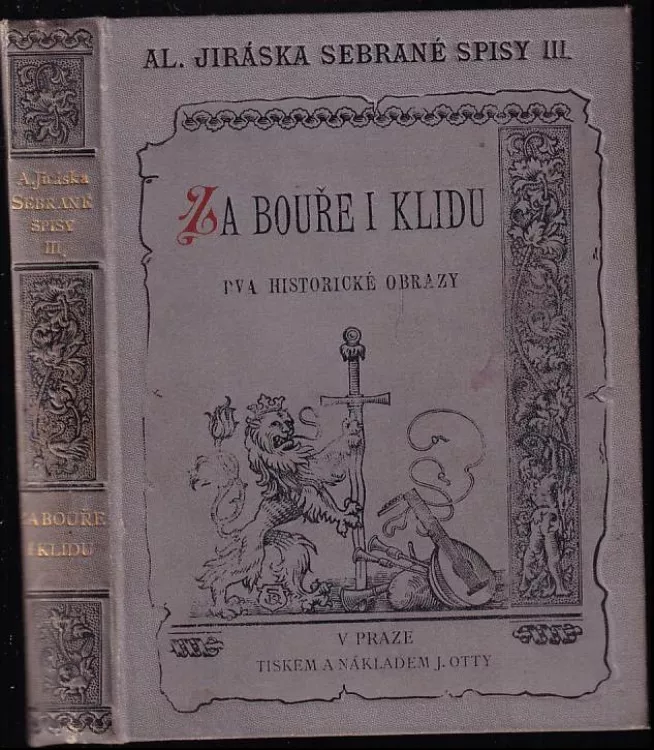 AL. JIRÁSKA SEBRANÉ SPISY III.
ZA BOUŘE I KLIDU
DVA HISTORICKÉ OBRAZY
V PRAZE
TISKEM A NÁKLADEM J. OTTY
A. Jiráska
SEBRANÉ
SPISY
III.
ZA BOUŘE
I KLIDU